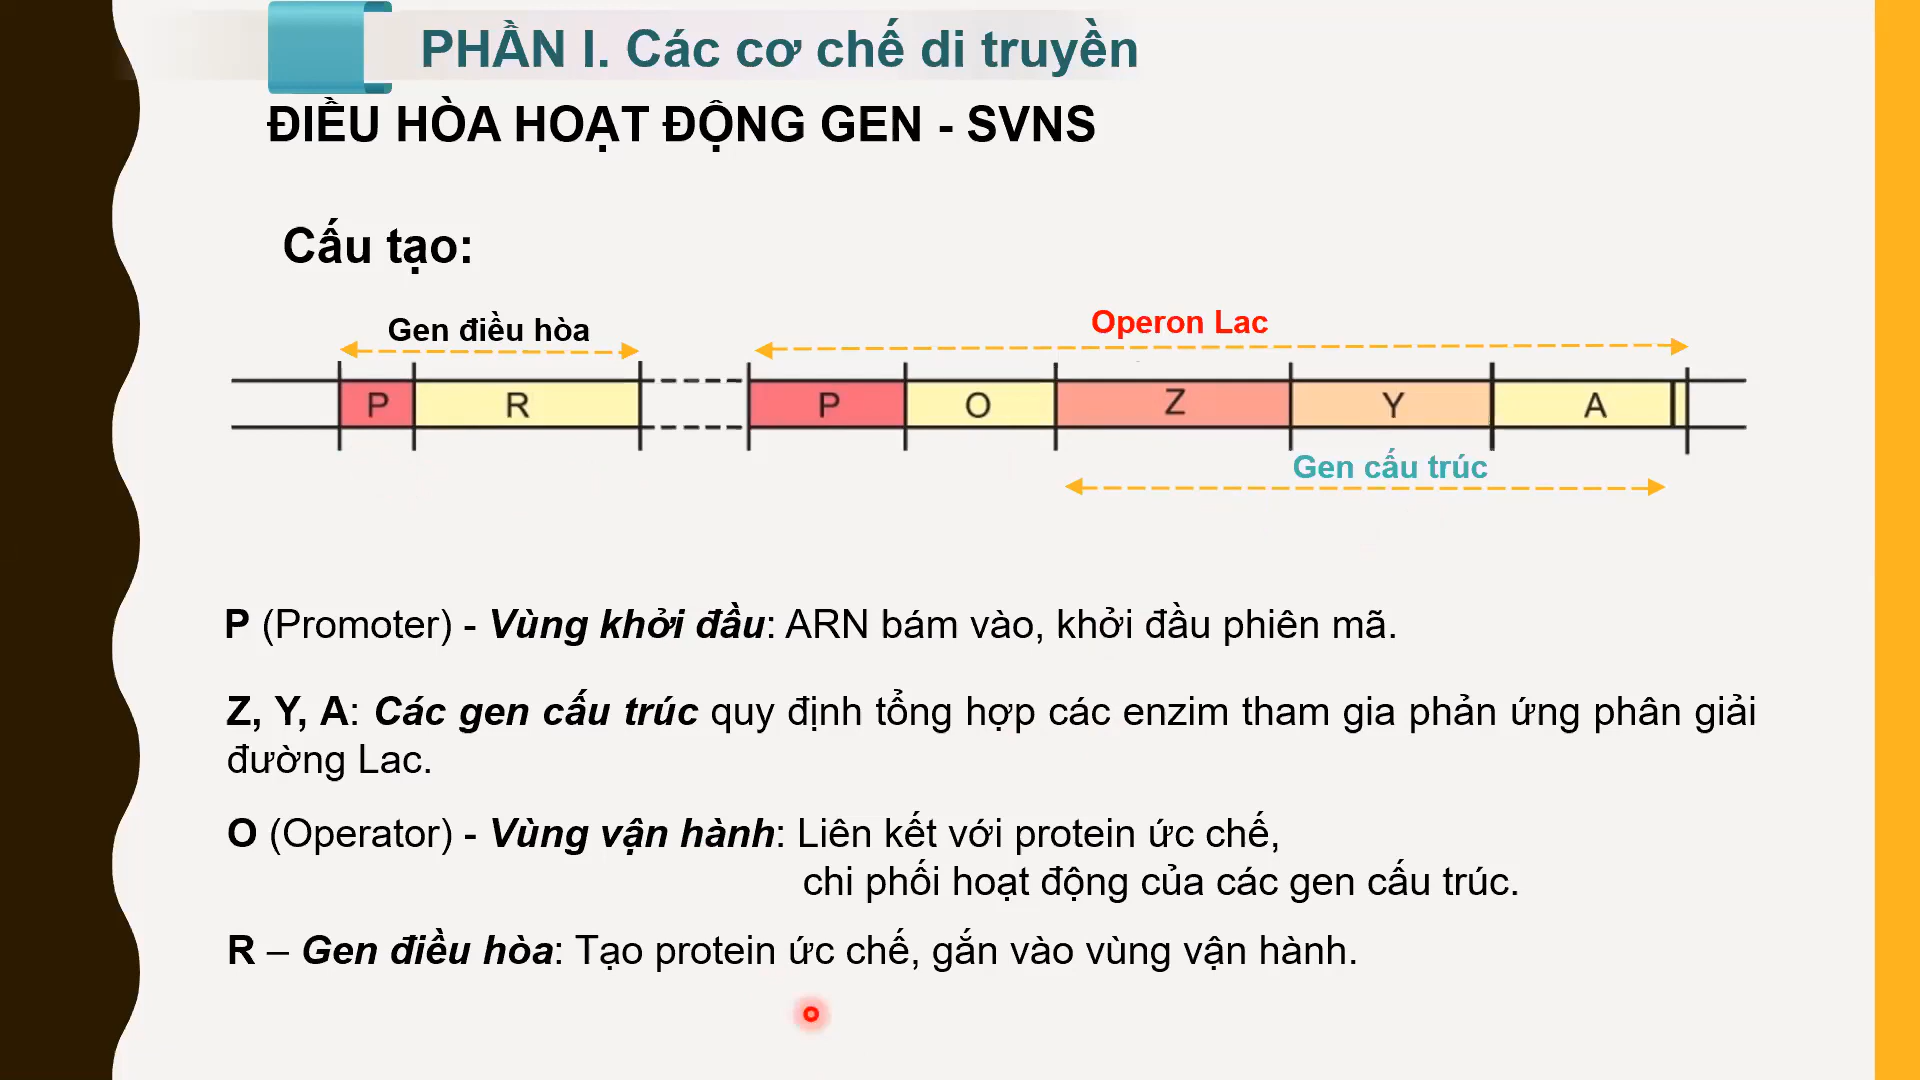 PHẦN I. Các cơ chế di truyền
ĐIỀU HÒA HOẠT ĐỘNG GEN - SVNS
Cấu tạo:
Gen điều hòa
Operon Lac
P R P O Z Y A
Gen cấu trúc
P (Promoter) - Vùng khởi đầu: ARN bám vào, khởi đầu phiên mã.
Z, Y, A: Các gen cấu trúc quy định tổng hợp các enzim tham gia phản ứng phân giải
đường Lac.
O (Operator) - Vùng vận hành: Liên kết với protein ức chế,
chi phối hoạt động của các gen cấu trúc.
R – Gen điều hòa: Tạo protein ức chế, gắn vào vùng vận hành.